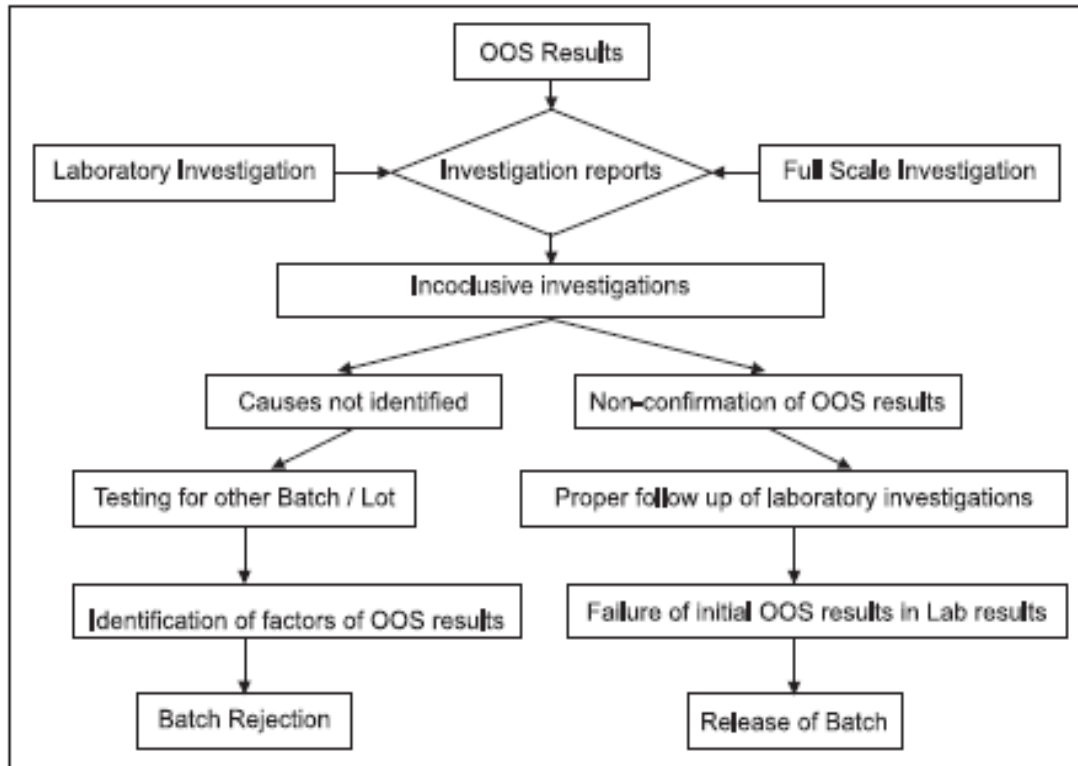 OOS Results
Laboratory Investigation
Investigation reports
Full Scale Investigation
Incoclusive investigations
Causes not identified
Non-confirmation of OOS results
Testing for other Batch / Lot
Proper follow up of laboratory investigations
Identification of factors of OOS results
Failure of initial OOS results in Lab results
Batch Rejection
Release of Batch